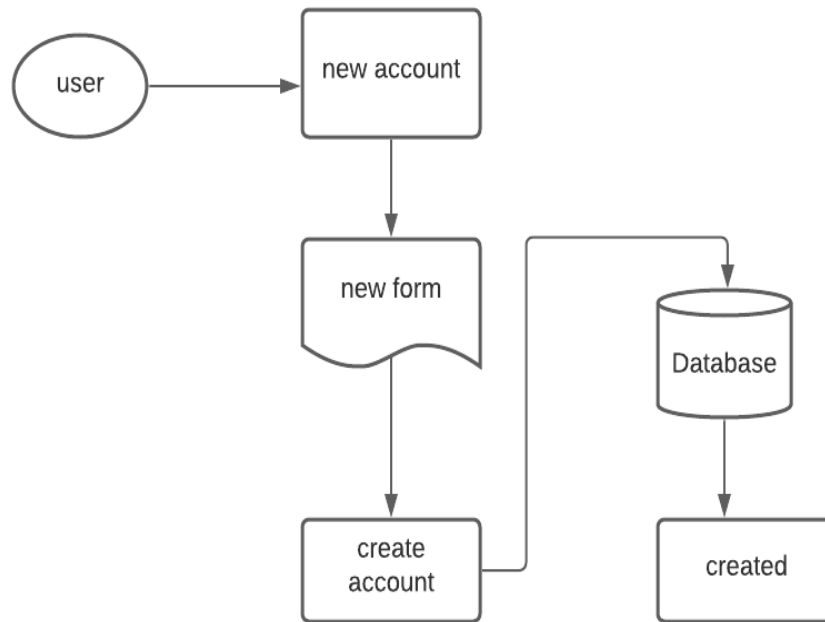 user
new account
new form
create
account
Database
created